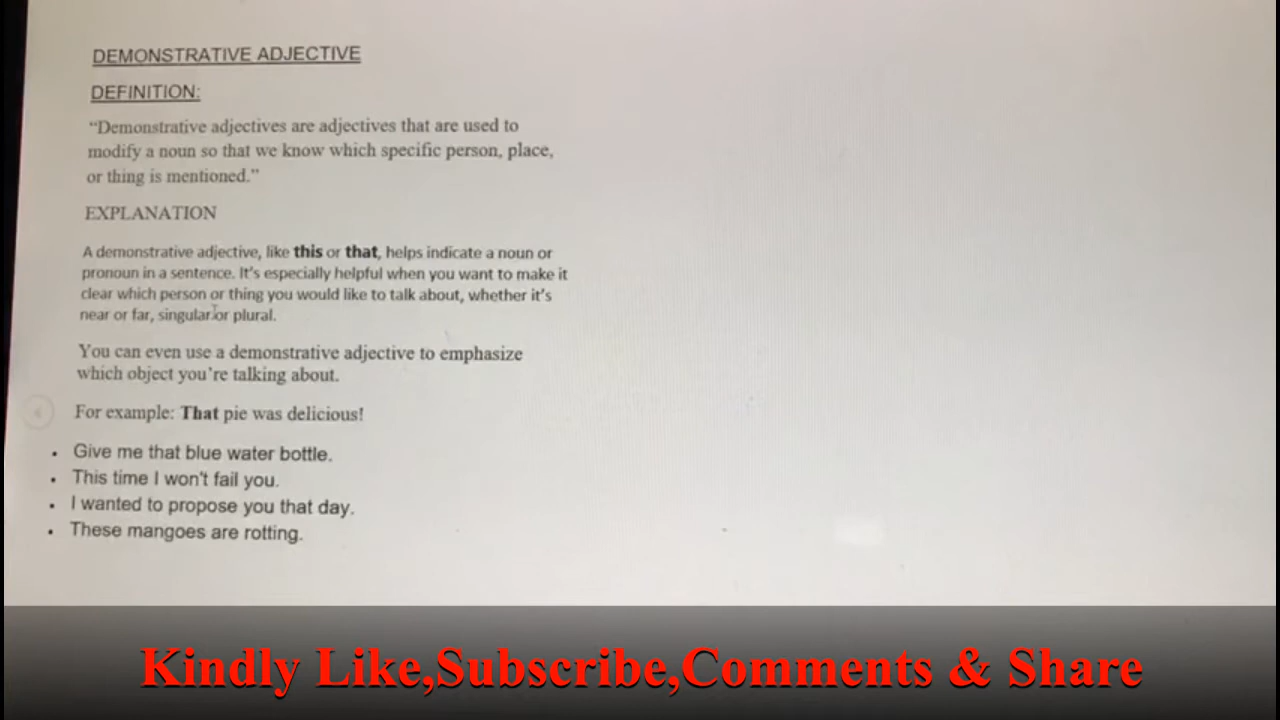 DEMONSTRATIVE ADJECTIVE
DEFINITION:
“Demonstrative adjectives are adjectives that are used to
modify a noun so that we know which specific person, place,
or thing is mentioned.”
EXPLANATION
A demonstrative adjective, like this or that, helps indicate a noun or
pronoun in a sentence. It's especially helpful when you want to make it
clear which person or thing you would like to talk about, whether it's
near or far, singular or plural.
You can even use a demonstrative adjective to emphasize
which object you're talking about.
For example: That pie was delicious!
• Give me that blue water bottle.
• This time I won't fail you.
• I wanted to propose you that day.
• These mangoes are rotting.
Kindly Like,Subscribe,Comments & Share